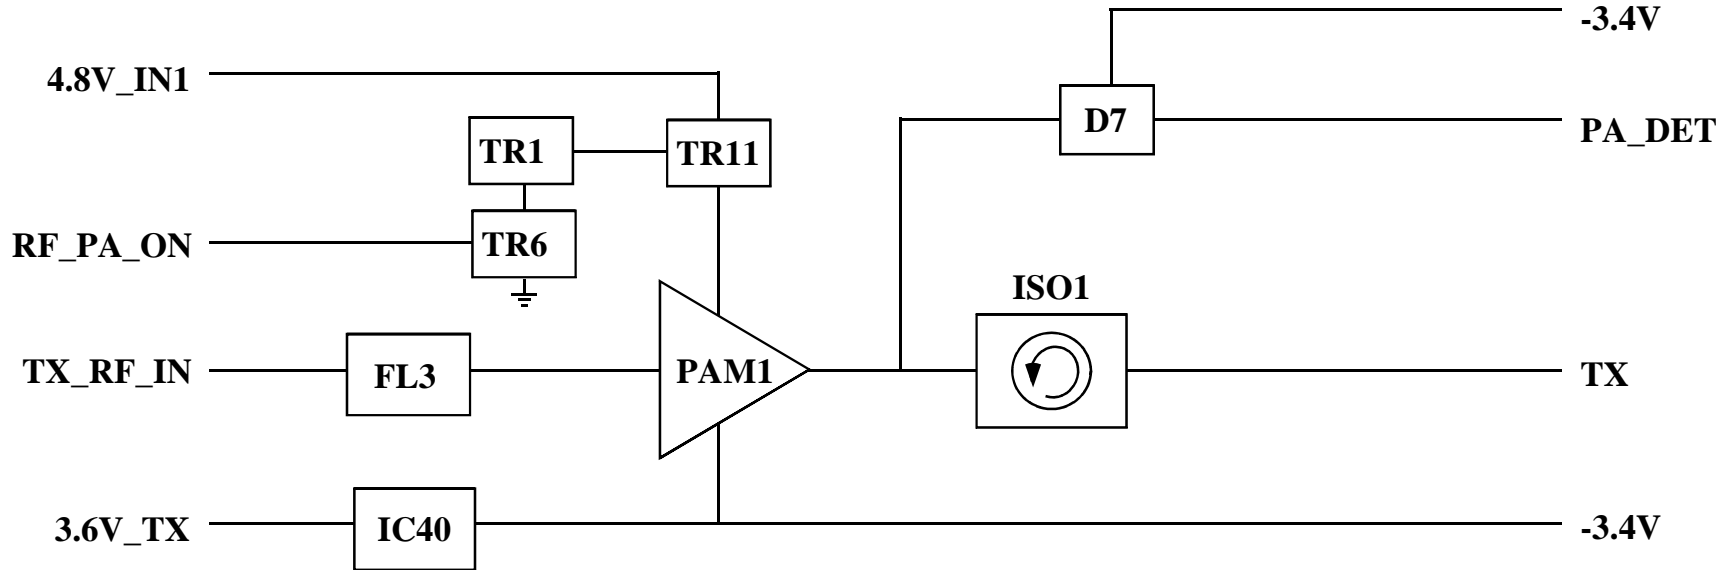 -3.4V
4.8V_IN1
D7
PA_DET
TR1
TR11
RF_PA_ON
TR6
ISO1
TX_RF_IN
FL3
PAM1
TX
3.6V_TX
IC40
-3.4V